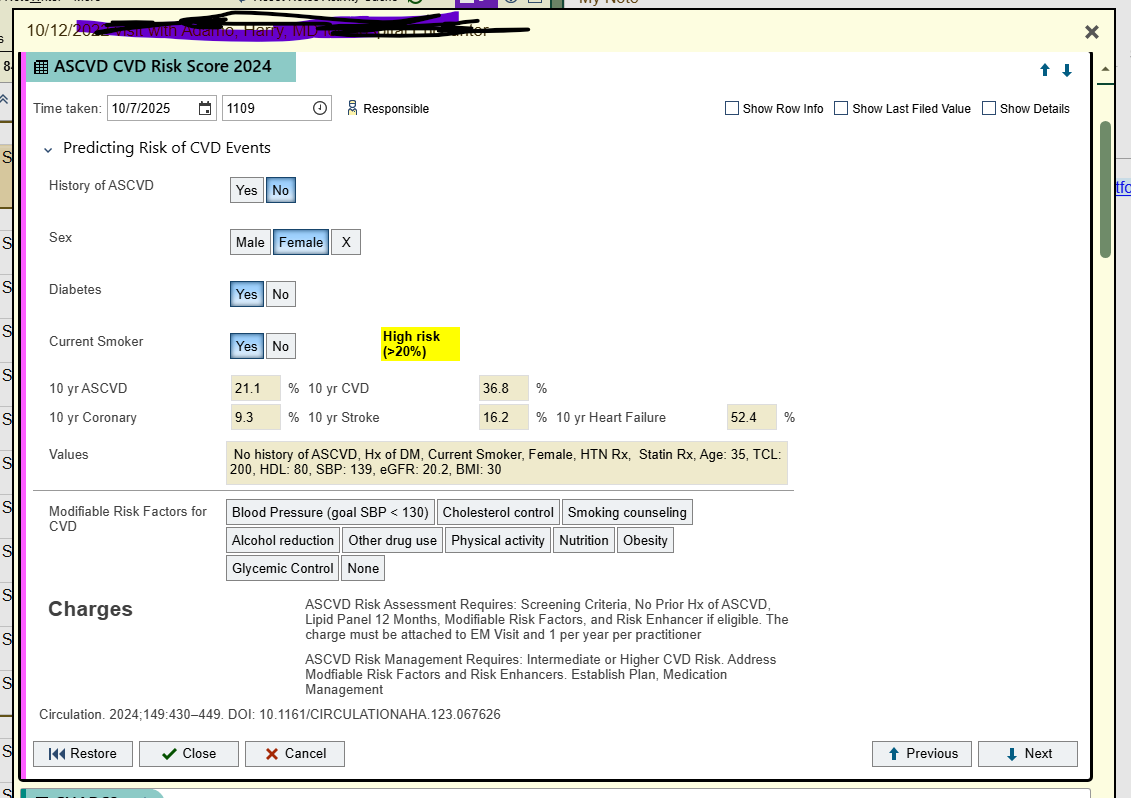 My Note
10/12/2022 visit with
ASCVD CVD Risk Score 2024
Time taken: 10/7/2025 1109 Responsible Show Row Info Show Last Filed Value Show Details
Predicting Risk of CVD Events
History of ASCVD Yes No
Sex Male Female X
Diabetes Yes No
Current Smoker Yes No High risk
(>20%)
10 yr ASCVD 21.1 % 10 yr CVD 36.8 %
10 yr Coronary 9.3 % 10 yr Stroke 16.2 % 10 yr Heart Failure 52.4 %
Values No history of ASCVD, Hx of DM, Current Smoker, Female, HTN Rx, Statin Rx, Age: 35, TCL:
200, HDL: 80, SBP: 139, eGFR: 20.2, BMI: 30
Modifiable Risk Factors for Blood Pressure (goal SBP < 130) Cholesterol control Smoking counseling
CVD
Alcohol reduction Other drug use Physical activity Nutrition Obesity
Glycemic Control None
Charges ASCVD Risk Assessment Requires: Screening Criteria, No Prior Hx of ASCVD,
Lipid Panel 12 Months, Modifiable Risk Factors, and Risk Enhancer if eligible. The
charge must be attached to EM Visit and 1 per year per practitioner
ASCVD Risk Management Requires: Intermediate or Higher CVD Risk. Address
Modfiable Risk Factors and Risk Enhancers. Establish Plan, Medication
Management
Circulation. 2024;149:430–449. DOI: 10.1161/CIRCULATIONAHA.123.067626
Restore Close Cancel Previous Next